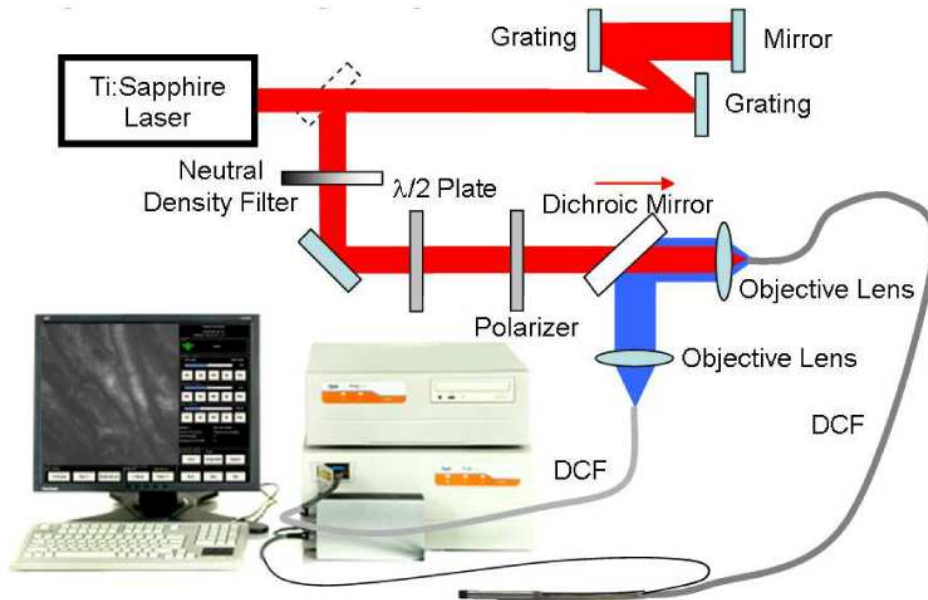 Grating
Mirror
Ti:Sapphire
Laser
Grating
Neutral
Density Filter
λ/2 Plate
Dichroic Mirror
Objective Lens
Polarizer
Objective Lens
DCF
DCF